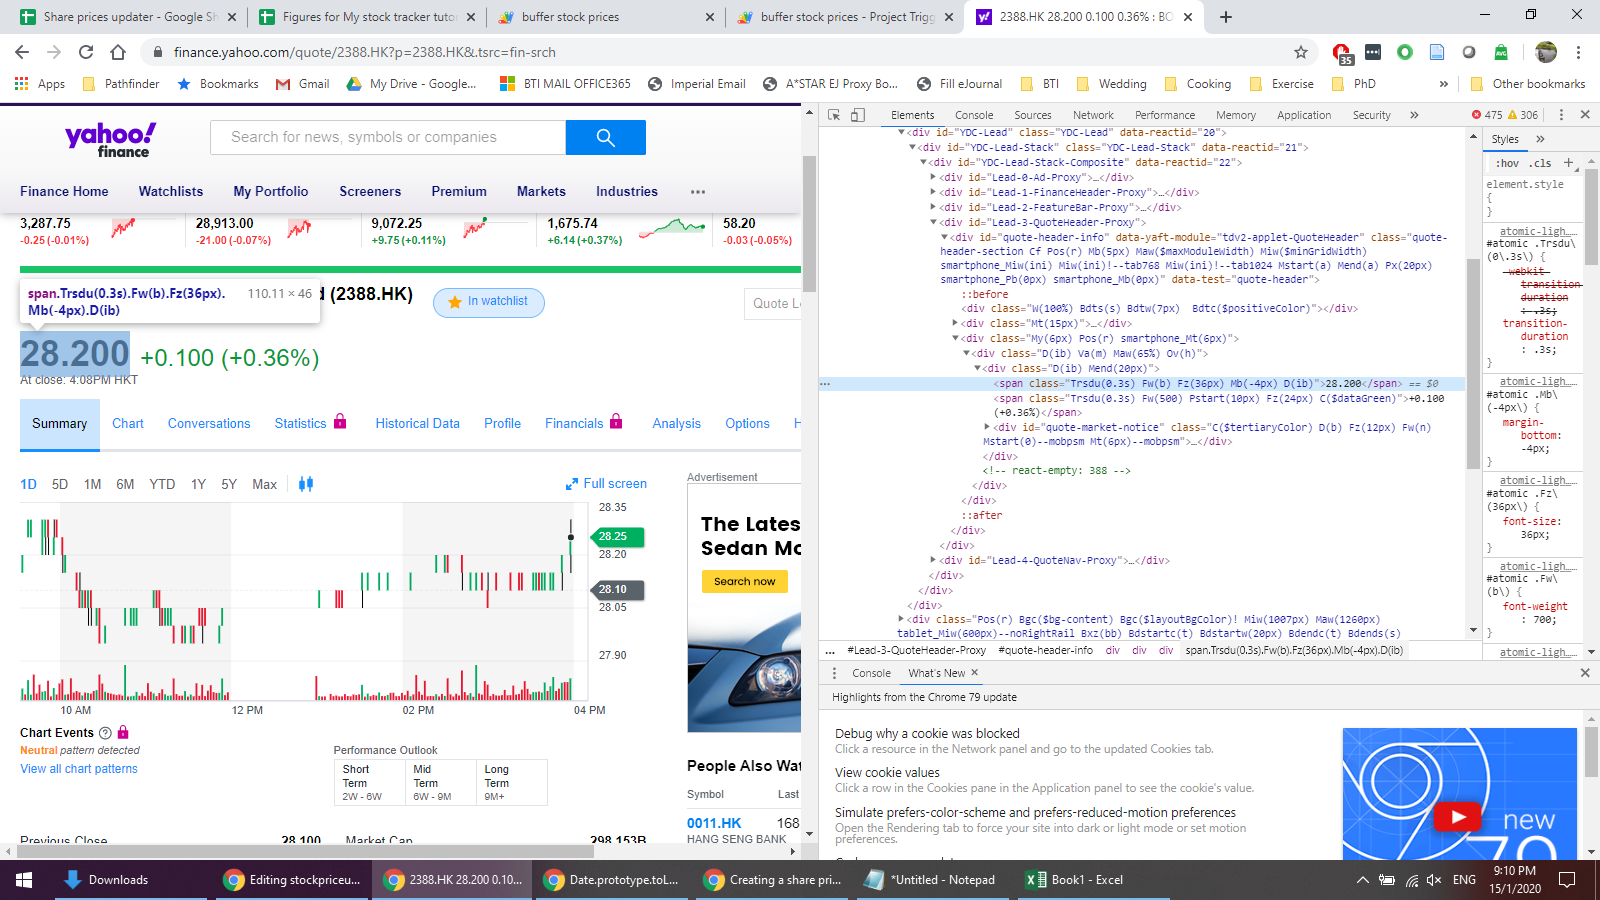 Share prices updater - Google Sh
Figures for My stock tracker tutor
buffer stock prices
buffer stock prices - Project Trigg
2388.HK 28.200 0.100 0.36% : BO
finance.yahoo.com/quote/2388.HK?p=2388.HK&.tsrc=fin-srch
35
Apps
Pathfinder
Bookmarks
Gmail
My Drive - Google...
BTI MAIL OFFICE365
Imperial Email
A*STAR EJ Proxy Bo...
Fill eJournal
BTI
Wedding
Cooking
Exercise
PhD
»
Other bookmarks
yahoo!
finance
Search for news, symbols or companies
Finance Home
Watchlists
My Portfolio
Screeners
Premium
Markets
Industries
3,287.75
28,913.00
9,072.25
1,675.74
58.20
-0.25 (-0.01%)
-21.00 (-0.07%)
+9.75 (+0.11%)
+6.14 (+0.37%)
-0.03 (-0.05%)
span.Trsdu(0.3s).Fw(b).Fz(36px).
Mb(-4px).D(ib)
110.11 × 46
(2388.HK)
In watchlist
Quote L
28.200 +0.100 (+0.36%)
At close: 4:08PM HKT
Summary
Chart
Conversations
Statistics
Historical Data
Profile
Financials
Analysis
Options
H
1D 5D 1M 6M YTD 1Y 5Y Max
Full screen
28.35
28.25
28.20
28.10
28.05
27.90
10 AM
12 PM
02 PM
04 PM
Chart Events
Neutral pattern detected
View all chart patterns
Performance Outlook
Short
Term
2W - 6W
Mid
Term
6W - 9M
Long
Term
9M+
Previous Close
28.100
Market Cap
298.153B
Advertisement
The Lates
Sedan Mo
Search now
People Also Wat
Symbol
Last
0011.HK
168
HANG SENG BANK
Elements
Console
Sources
Network
Performance
Memory
Application
Security
»
475
306
<div id="YDC-Lead" class="YDC-Lead" data-reactid="20">
<div id="YDC-Lead-Stack" class="YDC-Lead-Stack" data-reactid="21">
<div id="YDC-Lead-Stack-Composite" data-reactid="22">
<div id="Lead-0-Ad-Proxy">…</div>
<div id="Lead-1-FinanceHeader-Proxy">…</div>
<div id="Lead-2-FeatureBar-Proxy">…</div>
<div id="Lead-3-QuoteHeader-Proxy">
<div id="quote-header-info" data-yaft-module="tdv2-applet-QuoteHeader" class="quote-
header-section Cf Pos(r) Mb(5px) Maw($maxModuleWidth) Miw($minGridWidth)
smartphone_Miw(ini) Miw(ini)!--tab768 Miw(ini)!--tab1024 Mstart(a) Mend(a) Px(20px)
smartphone_Pb(0px) smartphone_Mb(0px)" data-test="quote-header">
::before
<div class="W(100%) Bdts(s) Bdtw(7px)  Bdtc($positiveColor)"></div>
<div class="Mt(15px)">…</div>
<div class="My(6px) Pos(r) smartphone_Mt(6px)">
<div class="D(ib) Va(m) Maw(65%) Ov(h)">
<div class="D(ib) Mend(20px)">
<span class="Trsdu(0.3s) Fw(b) Fz(36px) Mb(-4px) D(ib)">28.200</span> == $0
<span class="Trsdu(0.3s) Fw(500) Pstart(10px) Fz(24px) C($dataGreen)">+0.100
(+0.36%)</span>
<div id="quote-market-notice" class="C($tertiaryColor) D(b) Fz(12px) Fw(n)
Mstart(0)--mobpsm Mt(6px)--mobpsm">…</div>
</div>
<!-- react-empty: 388 -->
</div>
</div>
::after
</div>
</div>
<div id="Lead-4-QuoteNav-Proxy">…</div>
</div>
</div>
</div>
<div class="Pos(r) Bgc($bg-content) Bgc($layoutBgColor)! Miw(1007px) Maw(1260px)
tablet_Miw(600px)--noRightRail Bxz(bb) Bdstartc(t) Bdstartw(20px) Bdendc(t) Bdends(s)
... #Lead-3-QuoteHeader-Proxy #quote-header-info div div div span.Trsdu(0.3s).Fw(b).Fz(36px).Mb(-4px).D(ib)
Styles
»
:hov .cls +
element.style
{
}
atomic-ligh…
#atomic .Trsdu\
(0\.3s\) {
-webkit-
transition-
duration
: .3s;
transition-
duration
: .3s;
}
atomic-ligh…
#atomic .Mb\
(-4px\) {
margin-
bottom:
-4px;
}
atomic-ligh…
#atomic .Fz\
(36px\) {
font-size:
36px;
}
atomic-ligh…
#atomic .Fw\
(b\) {
font-weight
: 700;
}
atomic-ligh…
Console
What's New
Highlights from the Chrome 79 update
Debug why a cookie was blocked
Click a resource in the Network panel and go to the updated Cookies tab.
View cookie values
Click a row in the Cookies pane in the Application panel to see the cookie's value.
Simulate prefers-color-scheme and prefers-reduced-motion preferences
Open the Rendering tab to force your site into dark or light mode or set motion
preferences.
new
79
Downloads
Editing stockpriceu...
2388.HK 28.200 0.10...
Date.prototype.toL...
Creating a share pri...
*Untitled - Notepad
Book1 - Excel
ENG
9:10 PM
15/1/2020